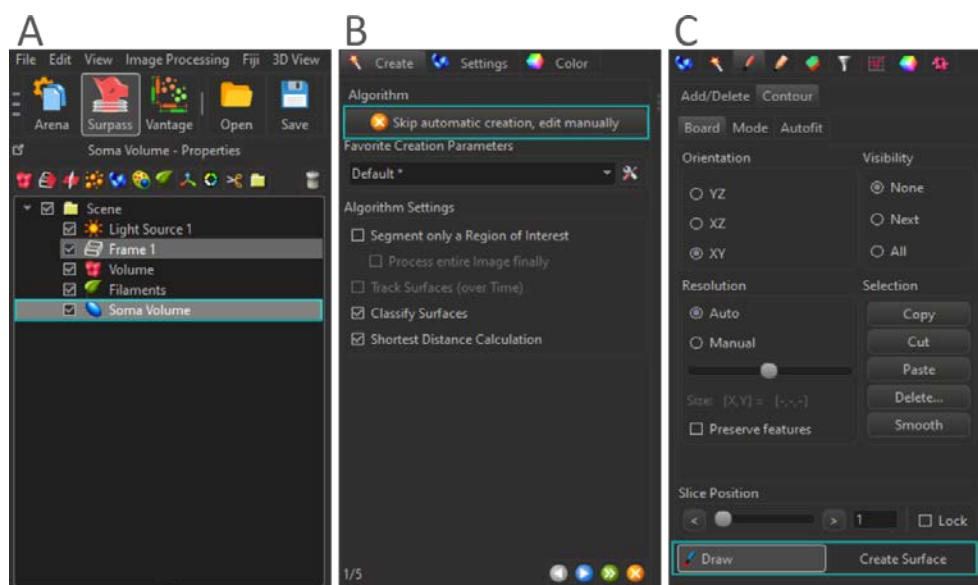 A
File Edit View Image Processing Fiji 3D View
Arena Surpass Vantage Open Save
Soma Volume - Properties
Scene
Light Source 1
Frame 1
Volume
Filaments
Soma Volume
B
Create Settings Color
Algorithm
Skip automatic creation, edit manually
Favorite Creation Parameters
Default *
Algorithm Settings
Segment only a Region of Interest
Process entire Image finally
Track Surfaces (over Time)
Classify Surfaces
Shortest Distance Calculation
1/5
C
Add/Delete Contour
Board Mode Autofit
Orientation Visibility
YZ None
XZ Next
XY All
Resolution Selection
Auto Copy
Manual Cut
Paste
Size: [X,Y] = [-,-,-] Delete...
Preserve features Smooth
Slice Position
< > 1 Lock
Draw Create Surface